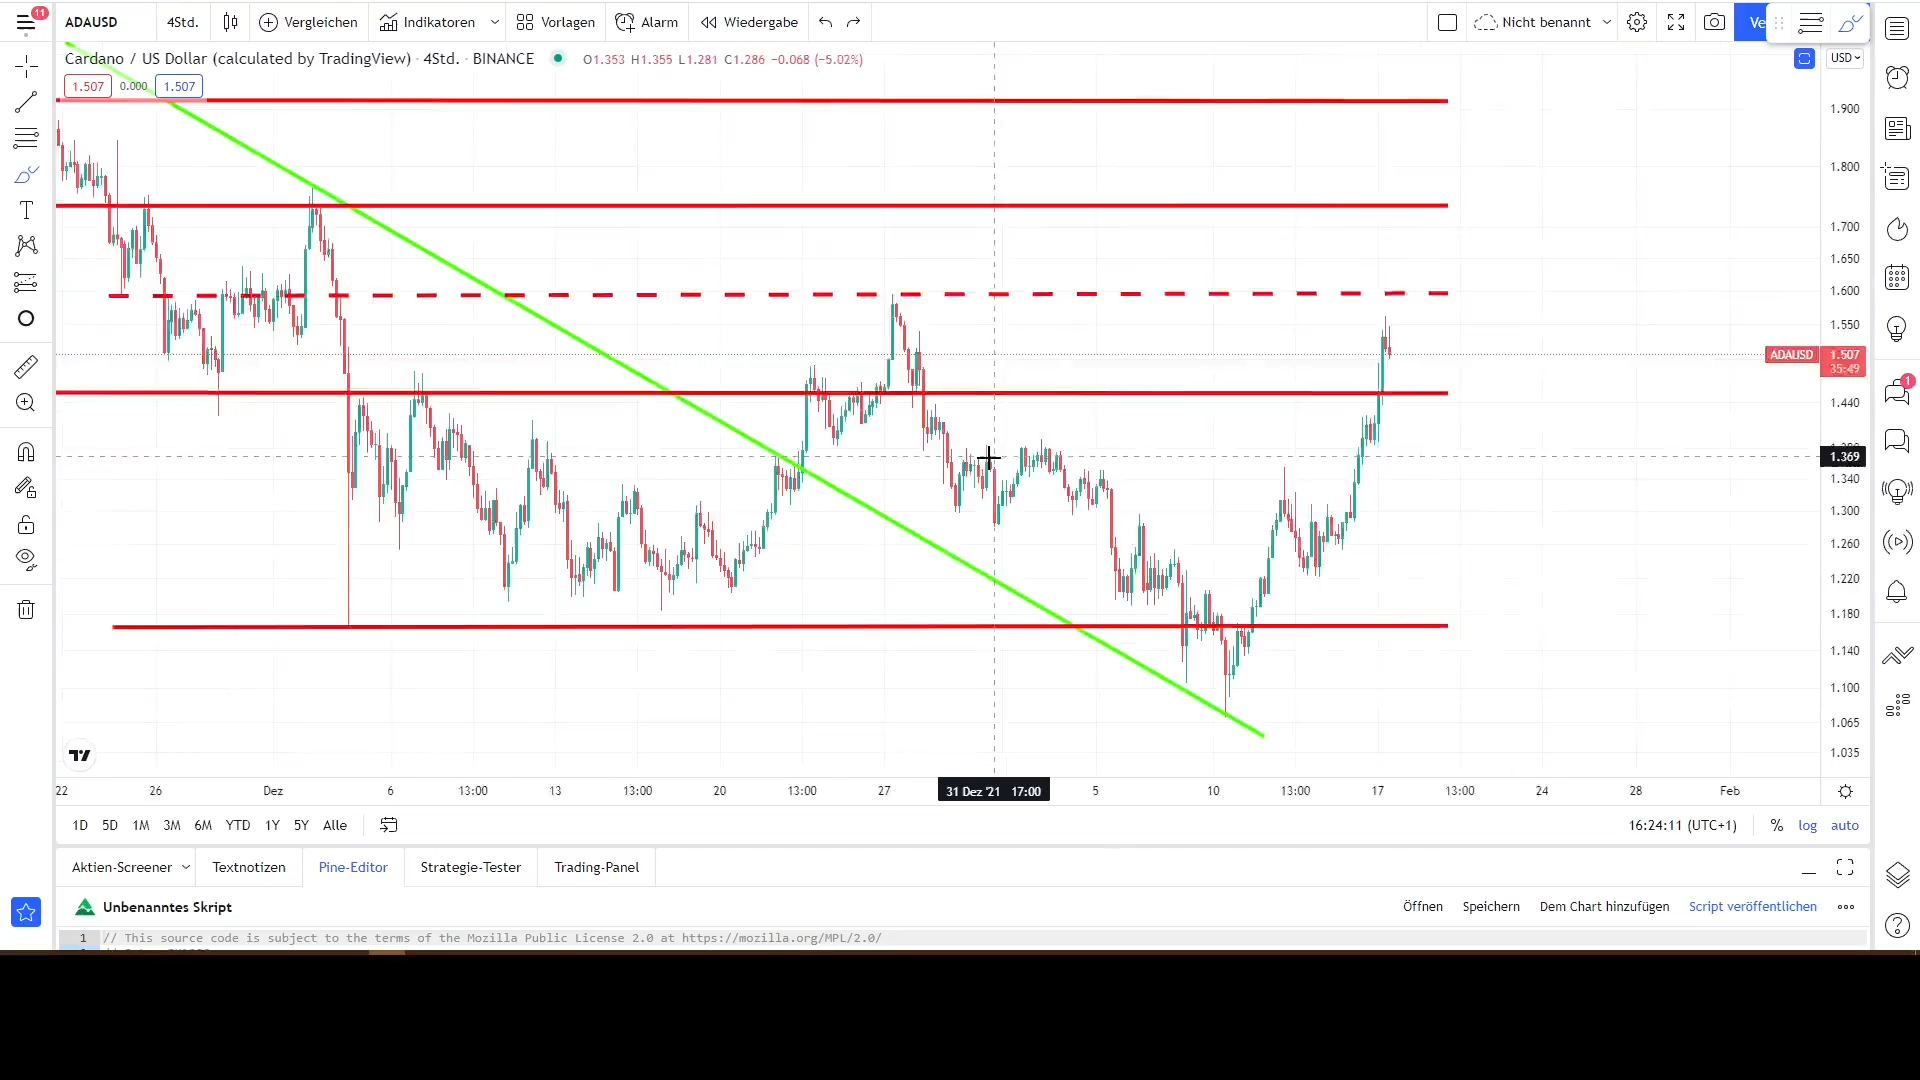 11
ADAUSD 4Std. Vergleichen Indikatoren Vorlagen Alarm Wiedergabe Nicht benannt Ve
Cardano / US Dollar (calculated by TradingView) · 4Std. · BINANCE O1.353 H1.355 L1.281 C1.286 −0.068 (−5.02%) USD
1.507 0.000 1.507
1.900
1.800
1.700
1.650
1.600
1.550
ADAUSD 1.507
35:49
1
1.440
1.369
1.340
1.300
1.260
1.220
1.180
1.140
1.100
1.065
1.035
22 26 Dez 6 13:00 13 13:00 20 13:00 27 31 Dez '21 17:00 5 10 13:00 17 13:00 24 28 Feb
1D 5D 1M 3M 6M YTD 1Y 5Y Alle 16:24:11 (UTC+1) % log auto
Aktien-Screener Textnotizen Pine-Editor Strategie-Tester Trading-Panel
Unbenanntes Skript Öffnen Speichern Dem Chart hinzufügen Script veröffentlichen
1 // This source code is subject to the terms of the Mozilla Public License 2.0 at https://mozilla.org/MPL/2.0/